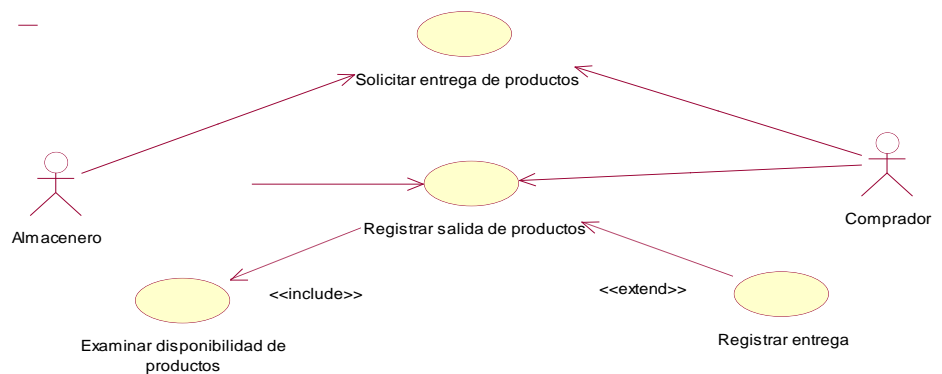 Solicitar entrega de productos
Almacenero
Registrar salida de productos
Comprador
<<include>>
<<extend>>
Examinar disponibilidad de
productos
Registrar entrega